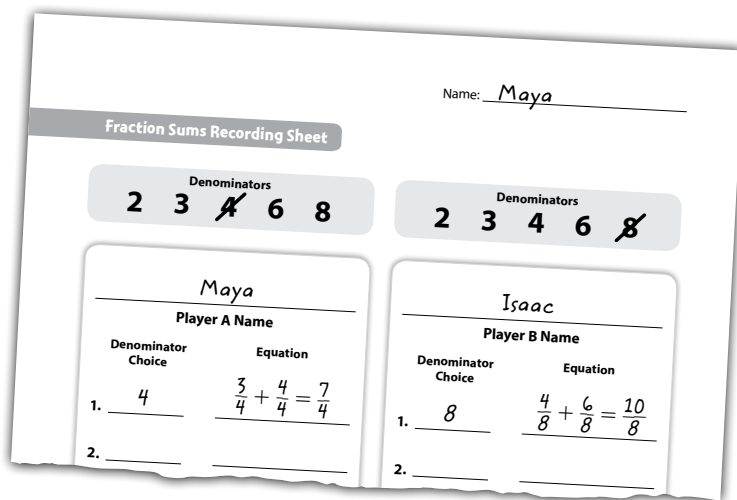 Name: Maya
Fraction Sums Recording Sheet
Denominators
2 3 4 6 8
Denominators
2 3 4 6 8
Maya
Player A Name
Denominator Choice Equation
1. 4 3/4 + 4/4 = 7/4
2.
Isaac
Player B Name
Denominator Choice Equation
1. 8 4/8 + 6/8 = 10/8
2.